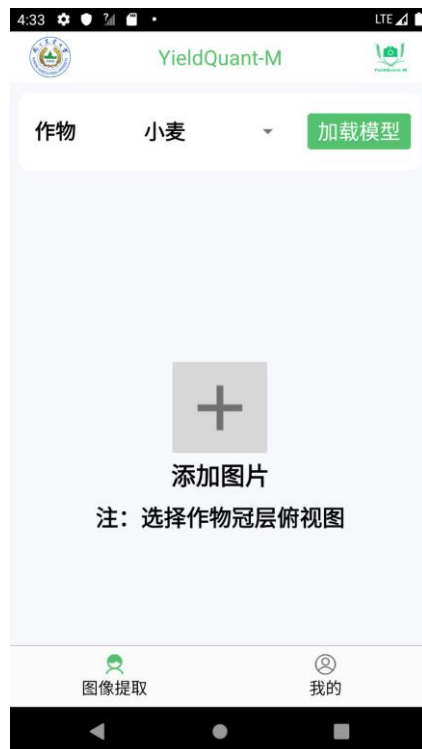 4:33
LTE
YieldQuant-M
YieldQuant-M
作物 小麦 加载模型
添加图片
注：选择作物冠层俯视图
图像提取 我的